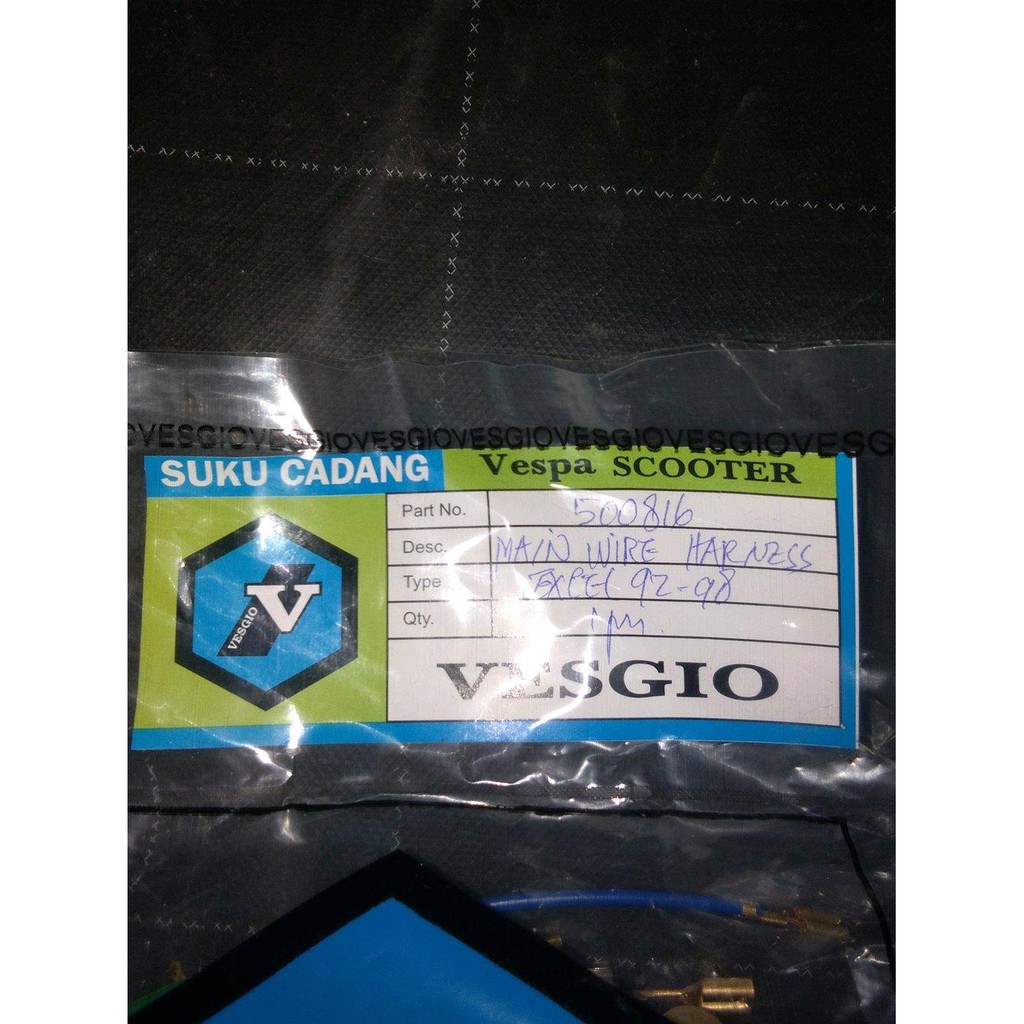 VESGIOVESGIOVESGIOVESGIOVESGIOVESGIOVESG
SUKU CADANG
Vespa SCOOTER
Part No. 500816
Desc. MAIN WIRE HARNESS
Type EXCEL 92-98
Qty. 1
VESGIO
V
VESGIO